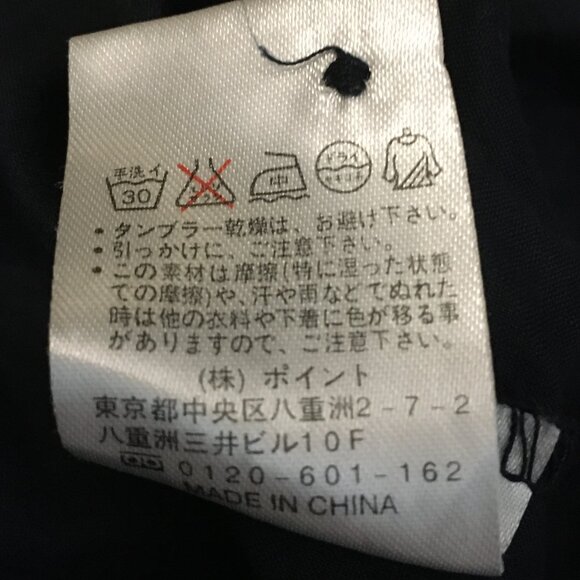 手洗イ
30
エンソサラシ
中
ドライ
セキユ系
・タンブラー乾燥は、お避け下さい。
・引っかけに、ご注意下さい。
・この素材は摩擦(特に湿った状態
での摩擦)や、汗や雨などでぬれた
時は他の衣料や下着に色が移る事
がありますので、ご注意下さい。
(株) ポイント
東京都中央区八重洲2-7-2
八重洲三井ビル10F
0120-601-162
MADE IN CHINA